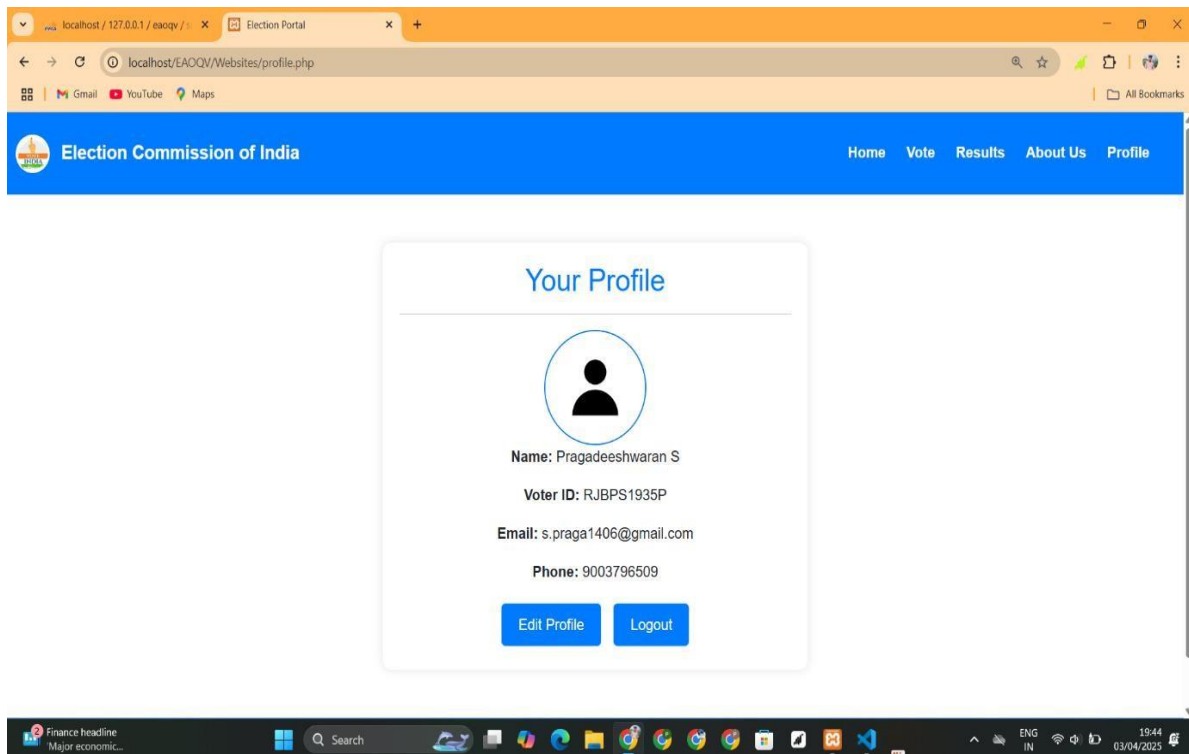 localhost / 127.0.0.1 / eaoqv / s
Election Portal
localhost/EAOQV/Websites/profile.php
Gmail YouTube Maps All Bookmarks
Election Commission of India
Home Vote Results About Us Profile
Your Profile
Name: Pragadeeshwaran S
Voter ID: RJBPS1935P
Email: s.praga1406@gmail.com
Phone: 9003796509
Edit Profile Logout
2
Finance headline
'Major economic...
Search
ENG
IN
19:44
03/04/2025